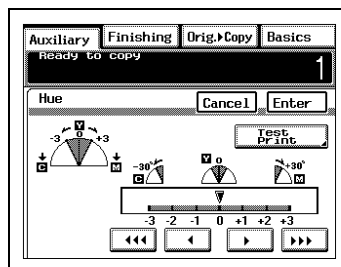 Auxiliary Finishing Orig.▸Copy Basics
Ready to copy
1
Hue Cancel Enter
Test Print
Y
-3 0 +3
C M
-30° Y 0 +30°
C M
-3 -2 -1 0 +1 +2 +3